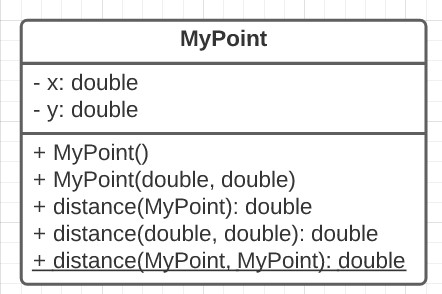 MyPoint
- x: double
- y: double
+ MyPoint()
+ MyPoint(double, double)
+ distance(MyPoint): double
+ distance(double, double): double
+ distance(MyPoint, MyPoint): double